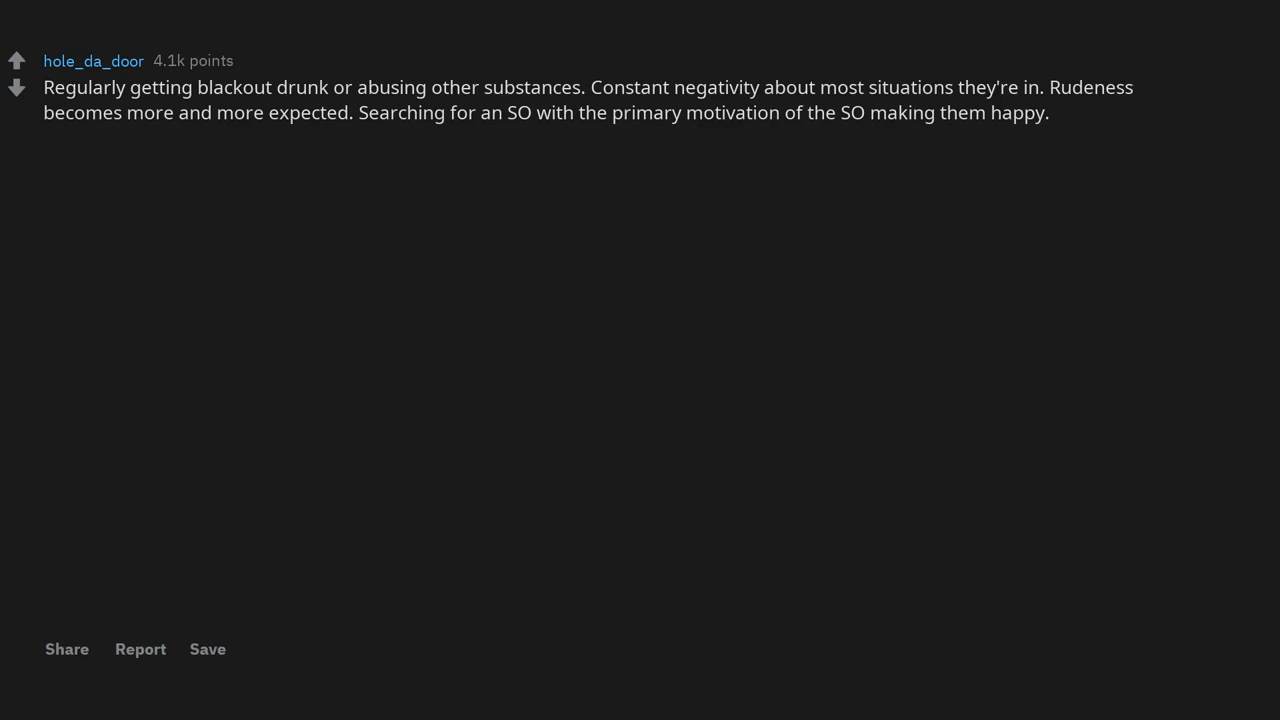 hole_da_door 4.1k points
Regularly getting blackout drunk or abusing other substances. Constant negativity about most situations they're in. Rudeness
becomes more and more expected. Searching for an SO with the primary motivation of the SO making them happy.
Share Report Save